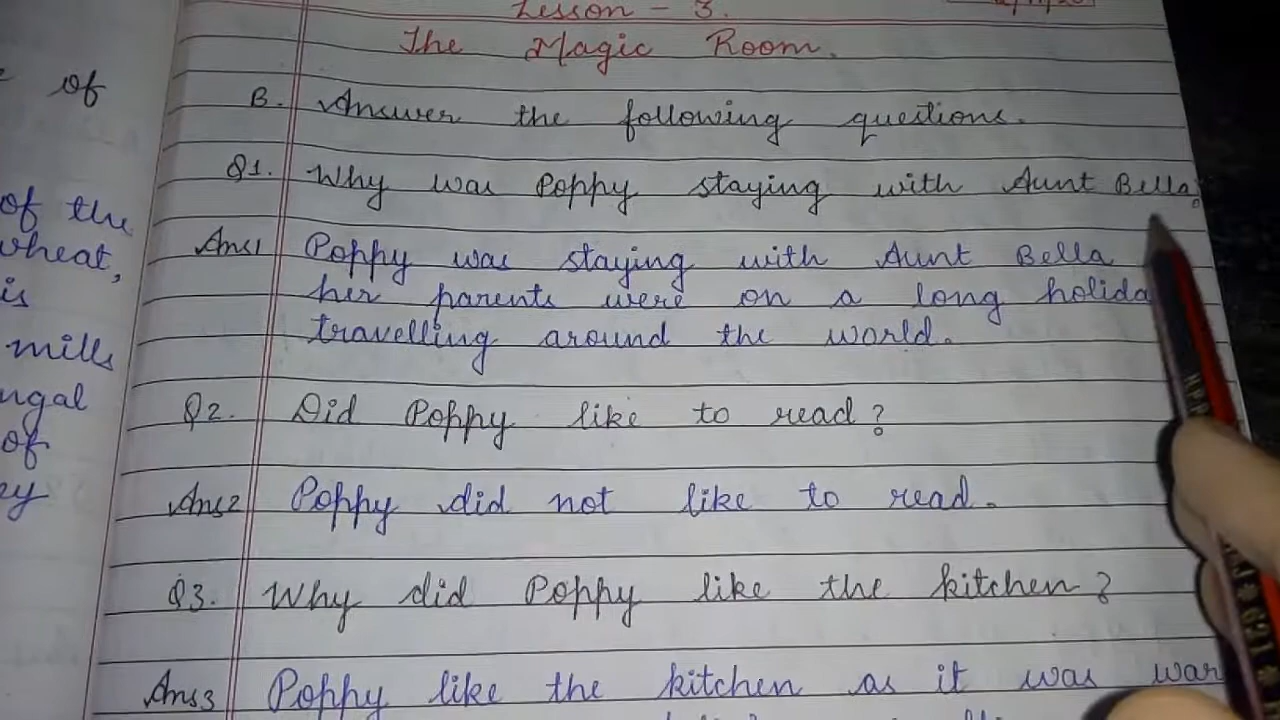 of
of the
wheat,
is
mills
of
Lesson - 3.
The Magic Room.
B. Answer the following questions.
Q1. Why was Poppy staying with Aunt Bella?
Ans1 Poppy was staying with Aunt Bella
her parents were on a long holida
travelling around the world.
Q2. Did Poppy like to read?
Ans2 Poppy did not like to read.
Q3. Why did Poppy like the kitchen?
Ans3 Poppy like the kitchen as it was war